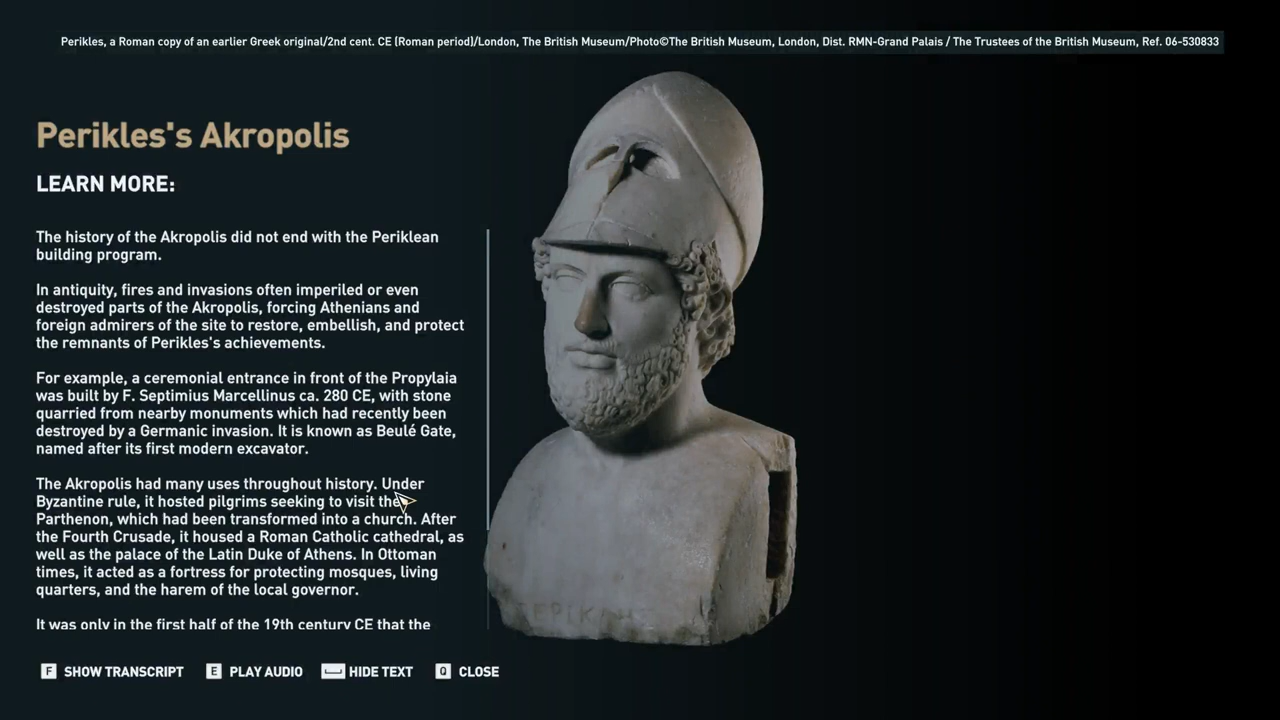 Perikles, a Roman copy of an earlier Greek original/2nd cent. CE (Roman period)/London, The British Museum/Photo©The British Museum, London, Dist. RMN-Grand Palais / The Trustees of the British Museum, Ref. 06-530833
Perikles's Akropolis
LEARN MORE:
The history of the Akropolis did not end with the Periklean
building program.
In antiquity, fires and invasions often imperiled or even
destroyed parts of the Akropolis, forcing Athenians and
foreign admirers of the site to restore, embellish, and protect
the remnants of Perikles's achievements.
For example, a ceremonial entrance in front of the Propylaia
was built by F. Septimius Marcellinus ca. 280 CE, with stone
quarried from nearby monuments which had recently been
destroyed by a Germanic invasion. It is known as Beulé Gate,
named after its first modern excavator.
The Akropolis had many uses throughout history. Under
Byzantine rule, it hosted pilgrims seeking to visit the
Parthenon, which had been transformed into a church. After
the Fourth Crusade, it housed a Roman Catholic cathedral, as
well as the palace of the Latin Duke of Athens. In Ottoman
times, it acted as a fortress for protecting mosques, living
quarters, and the harem of the local governor.
It was only in the first half of the 19th century CE that the
F SHOW TRANSCRIPT E PLAY AUDIO HIDE TEXT Q CLOSE